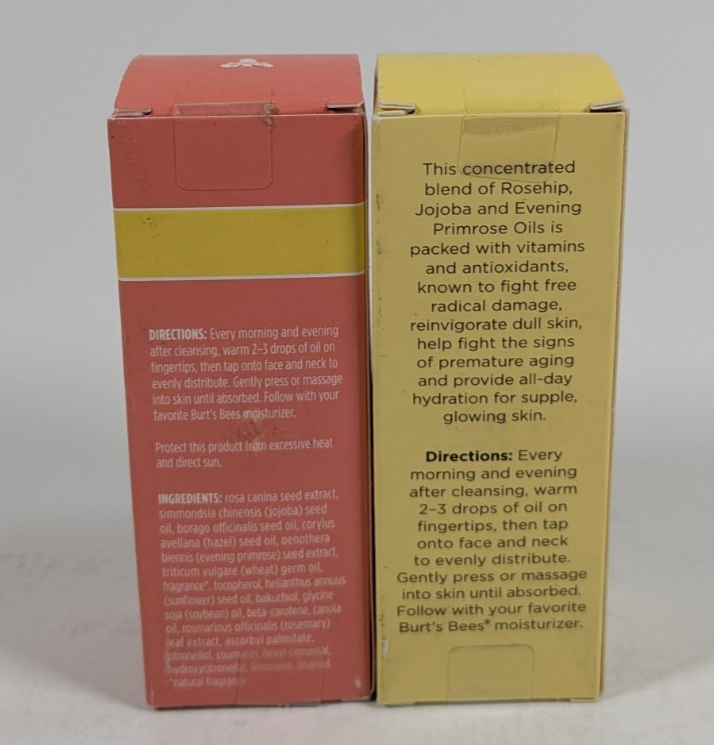 DIRECTIONS: Every morning and evening
after cleansing, warm 2-3 drops of oil on
fingertips, then tap onto face and neck to
evenly distribute. Gently press or massage
into skin until absorbed. Follow with your
favorite Burt's Bees moisturizer.
Protect this product from excessive heat
and direct sun.
INGREDIENTS: rosa canina seed extract,
simmondsia chinensis (jojoba) seed
oil, borago officinalis seed oil, corylus
avellana (hazel) seed oil, oenothera
biennis (evening primrose) seed extract,
triticum vulgare (wheat) germ oil,
fragrance*, tocopherol, helianthus annuus
(sunflower) seed oil, bakuchiol, glycine
soja (soybean) oil, beta-carotene, canola
oil, rosmarinus officinalis (rosemary)
leaf extract, ascorbyl palmitate,
citronellol, coumarin, hexyl cinnamal,
hydroxycitronellal, limonene, linalool.
*natural fragrance
This concentrated
blend of Rosehip,
Jojoba and Evening
Primrose Oils is
packed with vitamins
and antioxidants,
known to fight free
radical damage,
reinvigorate dull skin,
help fight the signs
of premature aging
and provide all-day
hydration for supple,
glowing skin.
Directions: Every
morning and evening
after cleansing, warm
2-3 drops of oil on
fingertips, then tap
onto face and neck
to evenly distribute.
Gently press or massage
into skin until absorbed.
Follow with your favorite
Burt's Bees® moisturizer.